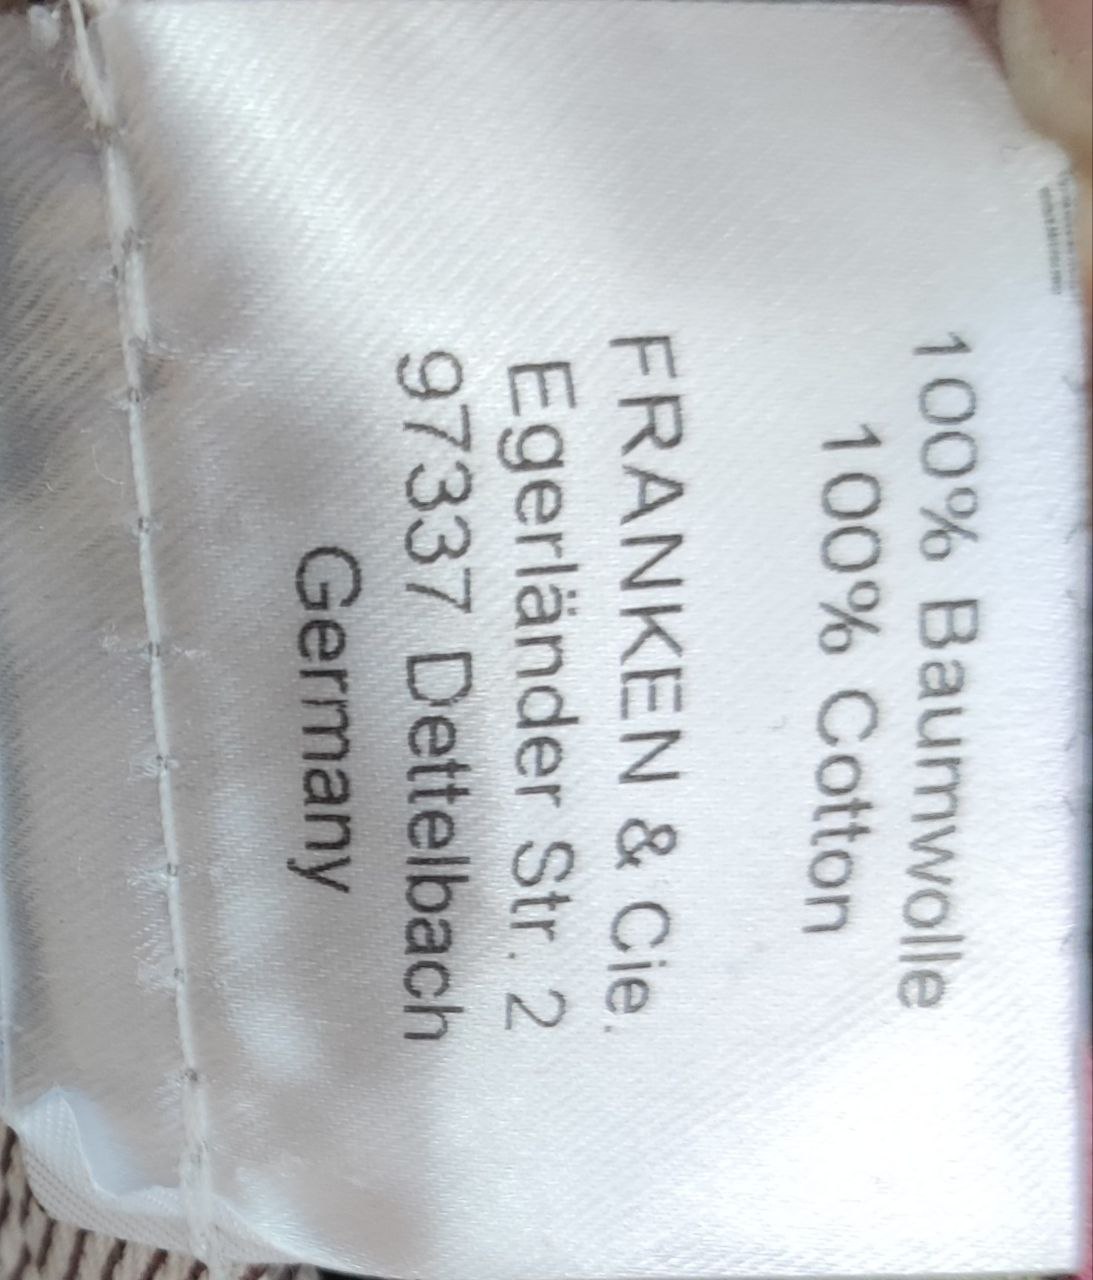 100% Baumwolle
100% Cotton
FRANKEN & Cie.
Egerländer Str. 2
97337 Dettelbach
Germany